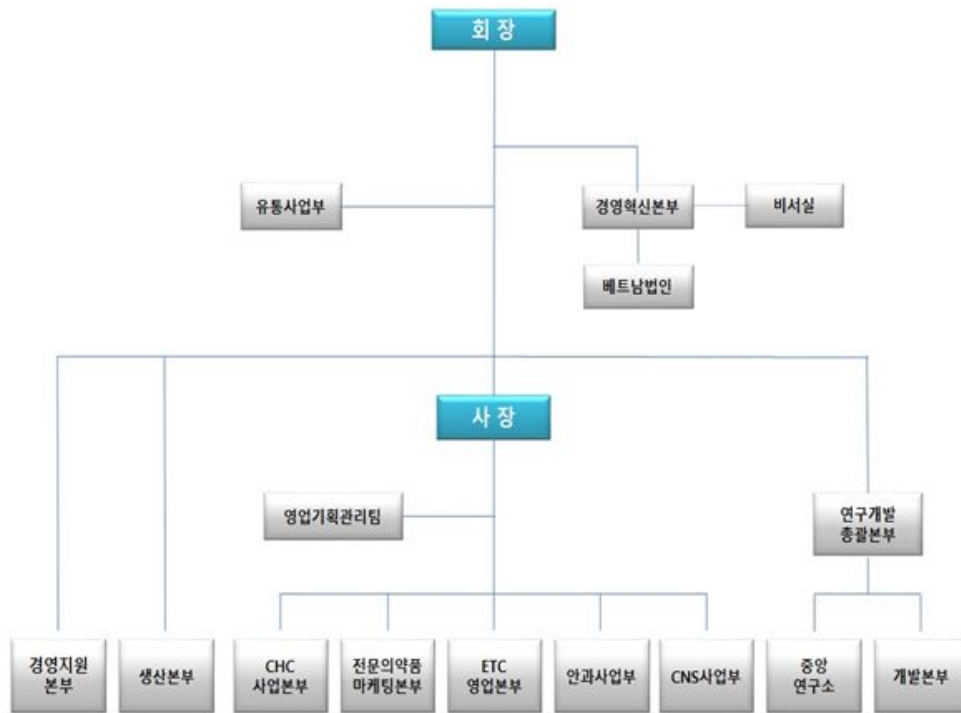 회 장
유통사업부
경영혁신본부
비서실
베트남법인
사 장
영업기획관리팀
연구개발
총괄본부
경영지원
본부
생산본부
CHC
사업본부
전문의약품
마케팅본부
ETC
영업본부
안과사업부
CNS사업부
중앙
연구소
개발본부